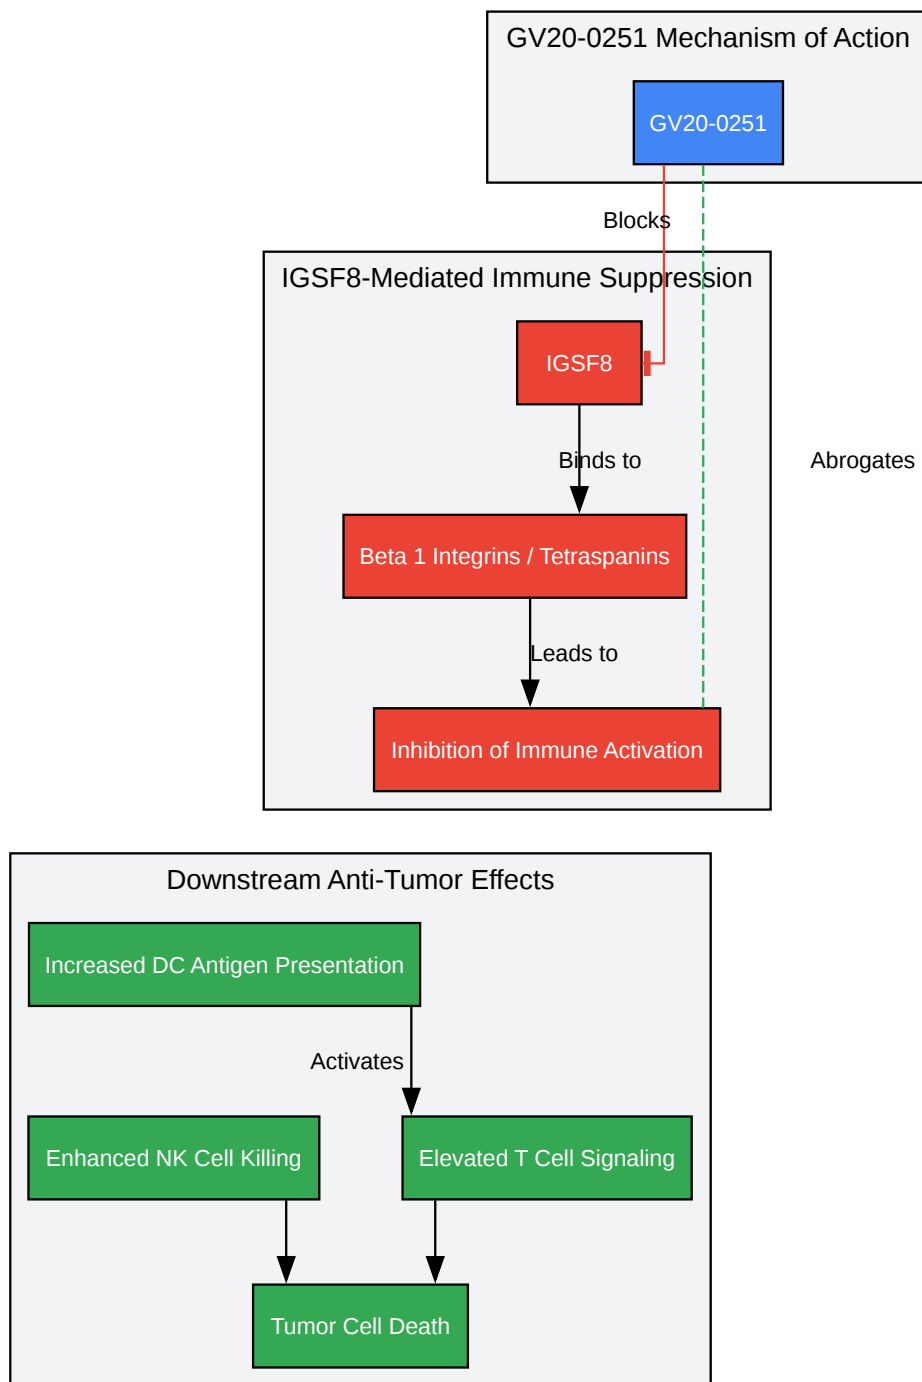 GV20-0251 Mechanism of Action
GV20-0251
Blocks
IGSF8-Mediated Immune Suppression
IGSF8
Binds to
Abrogates
Beta 1 Integrins / Tetraspanins
Leads to
Inhibition of Immune Activation
Downstream Anti-Tumor Effects
Increased DC Antigen Presentation
Activates
Enhanced NK Cell Killing
Elevated T Cell Signaling
Tumor Cell Death